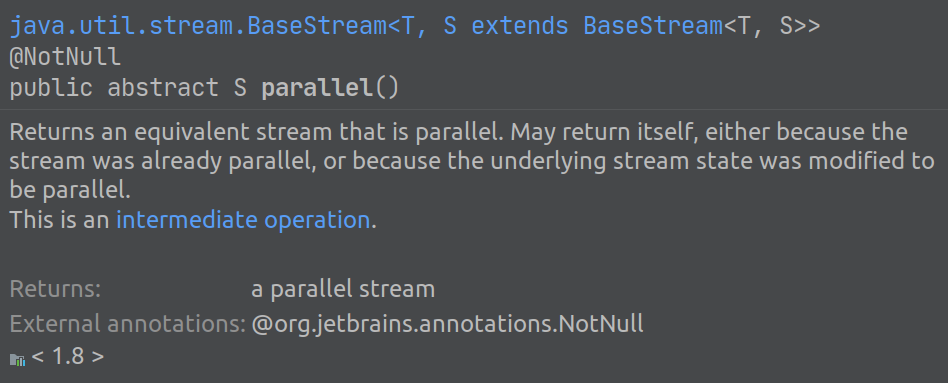 java.util.stream.BaseStream<T, S extends BaseStream<T, S>>
@NotNull
public abstract S parallel()
Returns an equivalent stream that is parallel. May return itself, either because the
stream was already parallel, or because the underlying stream state was modified to
be parallel.
This is an intermediate operation.
Returns: a parallel stream
External annotations: @org.jetbrains.annotations.NotNull
< 1.8 >